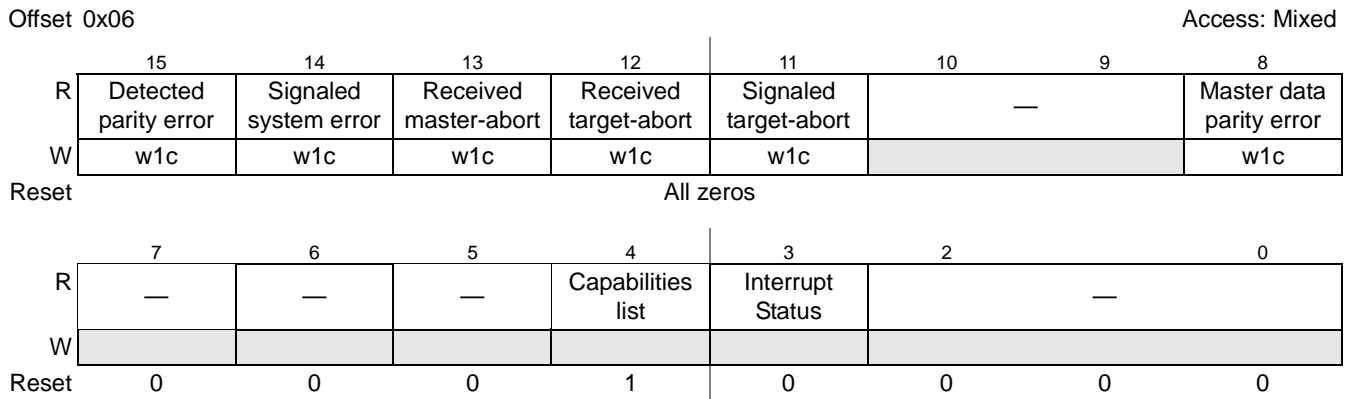 Offset 0x06 Access: Mixed
15 14 13 12 11 10 9 8
R Detected Signaled Received Received Signaled — Master data
parity error system error master-abort target-abort target-abort parity error
W w1c w1c w1c w1c w1c w1c
Reset All zeros
7 6 5 4 3 2 0
R — — — Capabilities Interrupt —
list Status
W
Reset 0 0 0 1 0 0 0 0